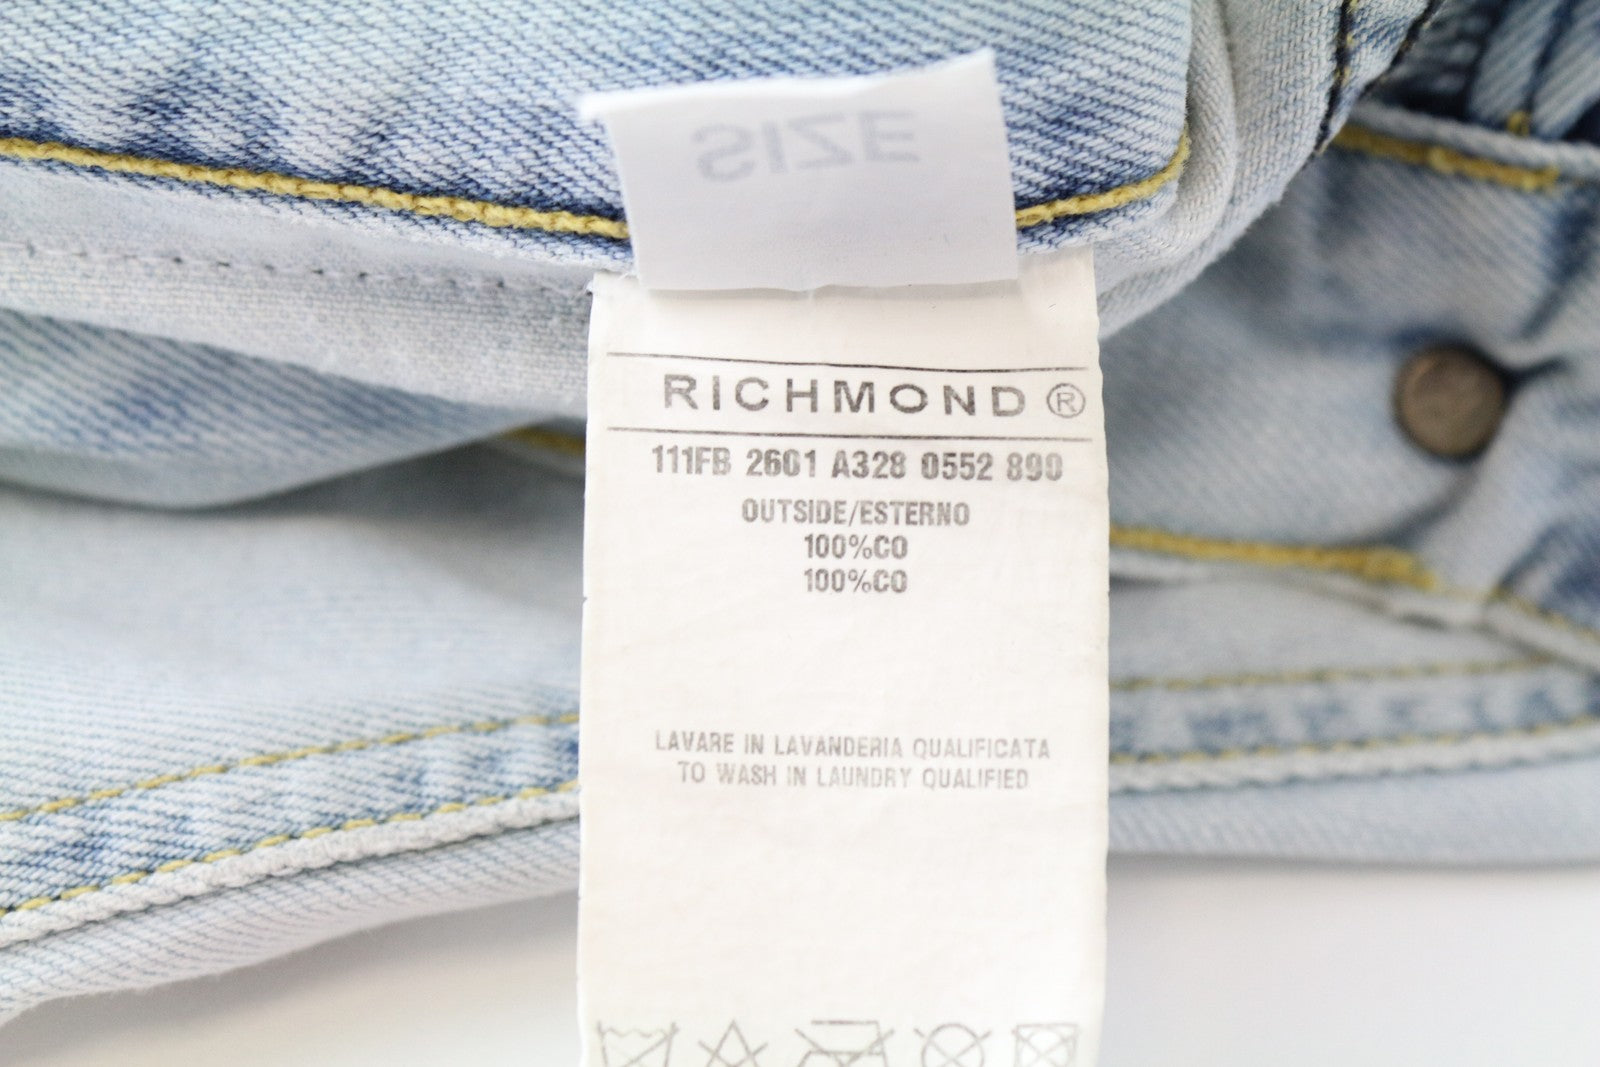 SIZE
RICHMOND ®
111FB 2601 A328 0552 890
OUTSIDE/ESTERNO
100%CO
100%CO
LAVARE IN LAVANDERIA QUALIFICATA
TO WASH IN LAUNDRY QUALIFIED